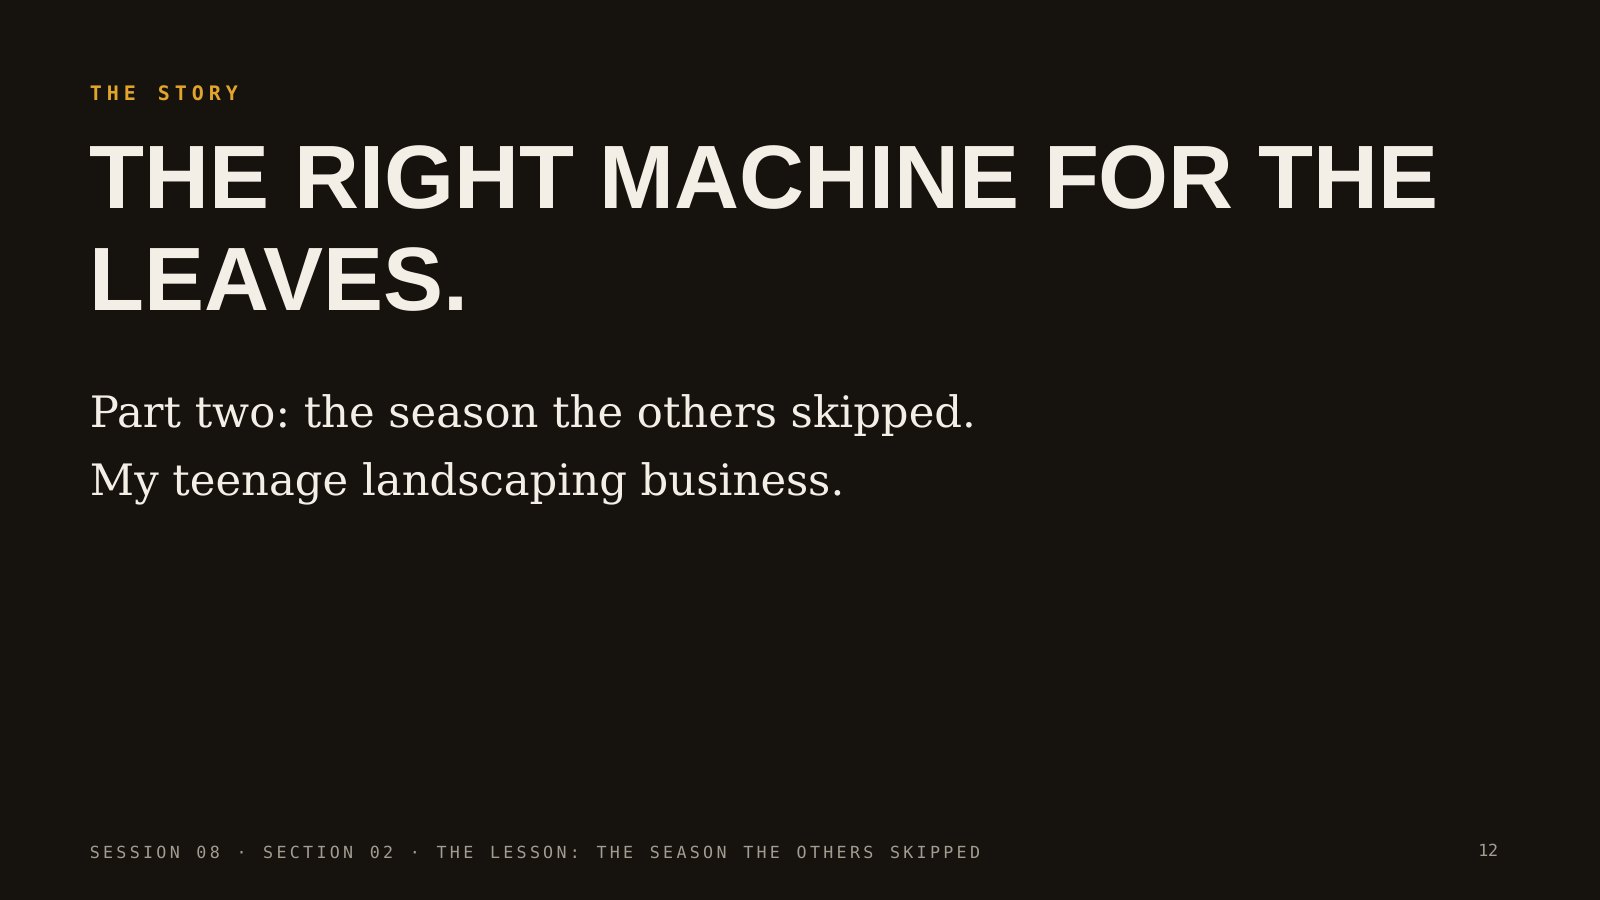 THE STORY
THE RIGHT MACHINE FOR THE
LEAVES.
Part two: the season the others skipped.
My teenage landscaping business.
SESSION 08 · SECTION 02 · THE LESSON: THE SEASON THE OTHERS SKIPPED
12